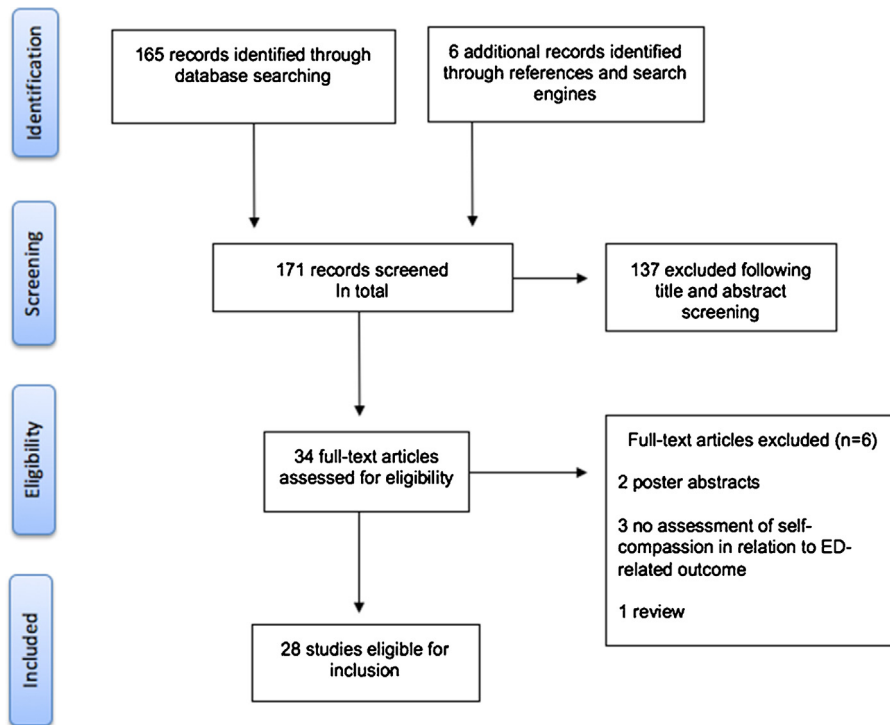 Identification
165 records identified through
database searching
6 additional records identified
through references and search
engines
Screening
171 records screened
In total
137 excluded following
title and abstract
screening
Eligibility
34 full-text articles
assessed for eligibility
Full-text articles excluded (n=6)
2 poster abstracts
3 no assessment of self-
compassion in relation to ED-
related outcome
1 review
Included
28 studies eligible for
inclusion